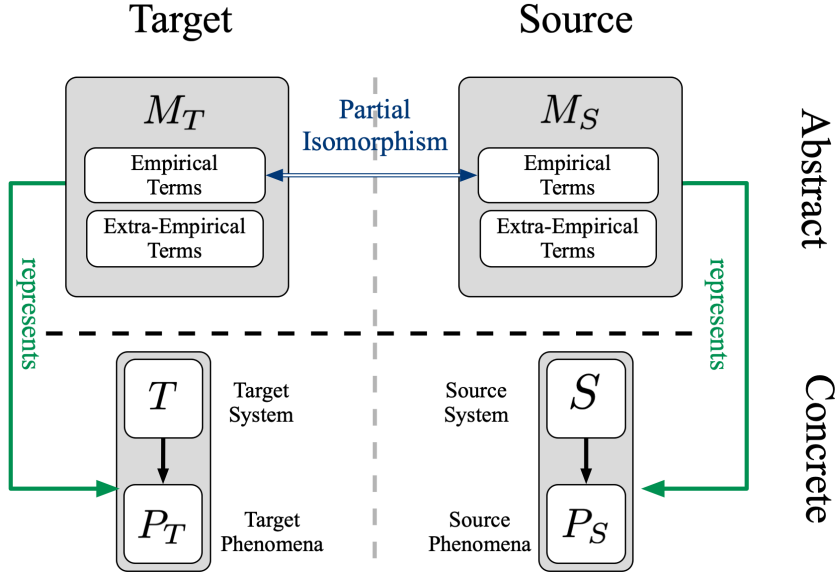 Target
Source
M_T
Partial
Isomorphism
M_S
Empirical
Terms
Empirical
Terms
Extra-Empirical
Terms
Extra-Empirical
Terms
represents
represents
Abstract
T
Target
System
Source
System
S
P_T
Target
Phenomena
Source
Phenomena
P_S
Concrete